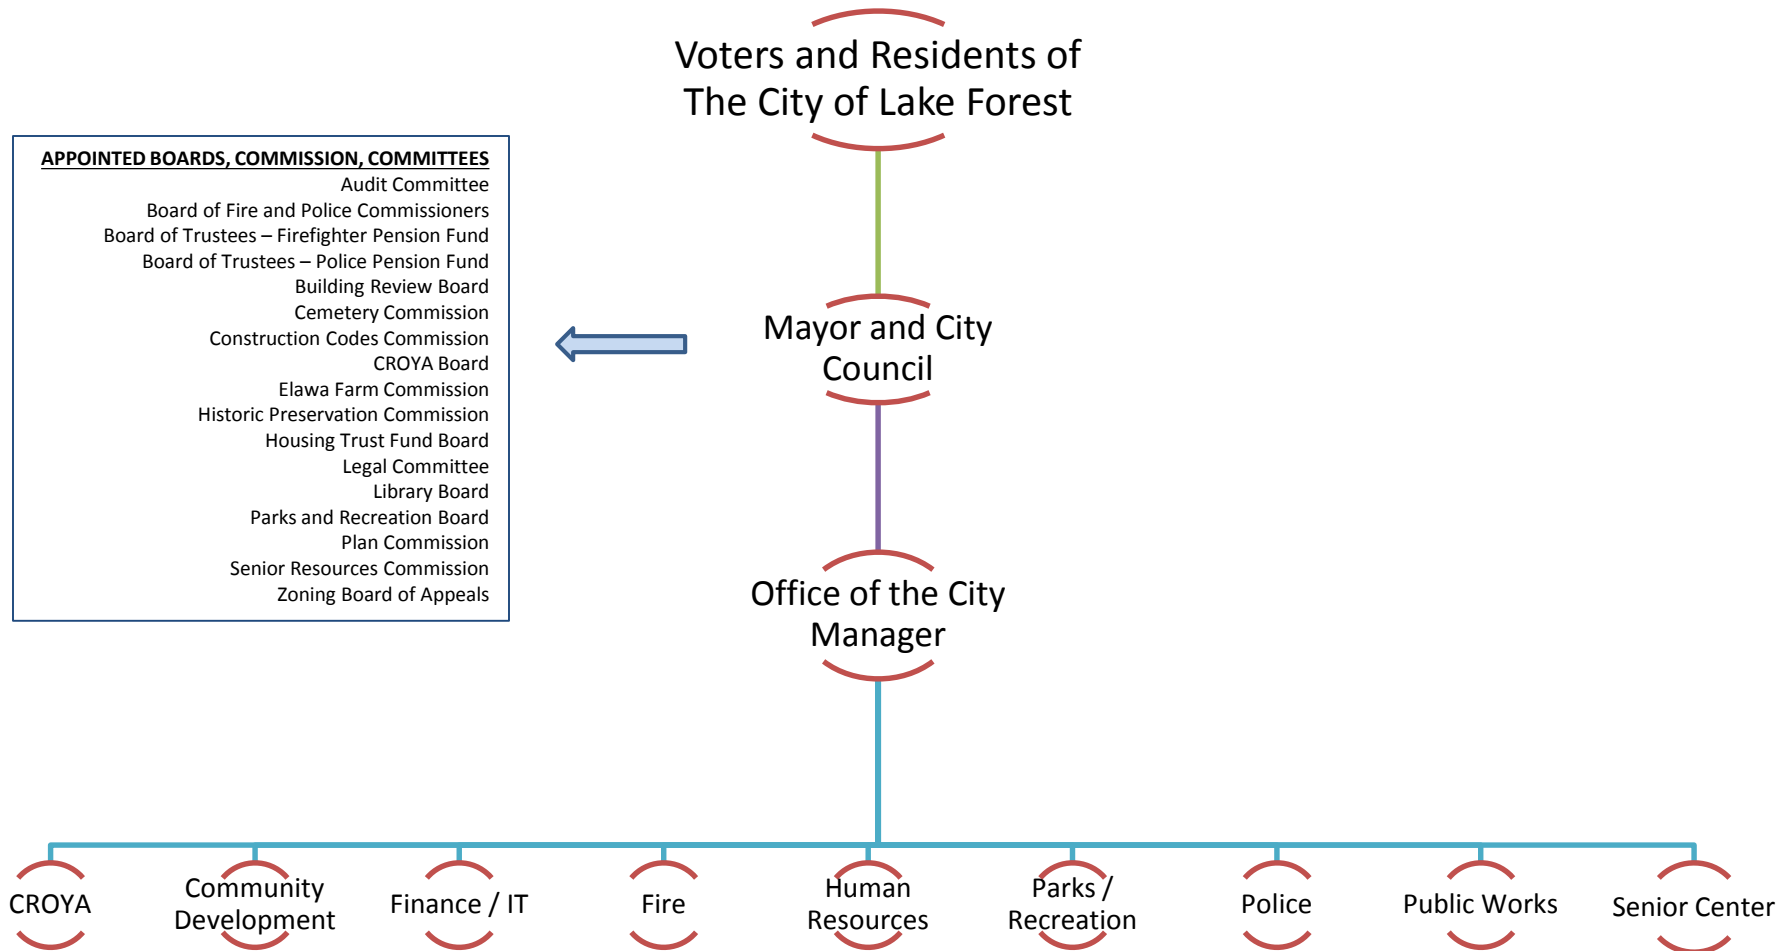 Voters and Residents of
The City of Lake Forest
APPOINTED BOARDS, COMMISSION, COMMITTEES
Audit Committee
Board of Fire and Police Commissioners
Board of Trustees – Firefighter Pension Fund
Board of Trustees – Police Pension Fund
Building Review Board
Cemetery Commission
Construction Codes Commission
CROYA Board
Elawa Farm Commission
Historic Preservation Commission
Housing Trust Fund Board
Legal Committee
Library Board
Parks and Recreation Board
Plan Commission
Senior Resources Commission
Zoning Board of Appeals
Mayor and City
Council
Office of the City
Manager
CROYA
Community
Development
Finance / IT
Fire
Human
Resources
Parks /
Recreation
Police
Public Works
Senior Center